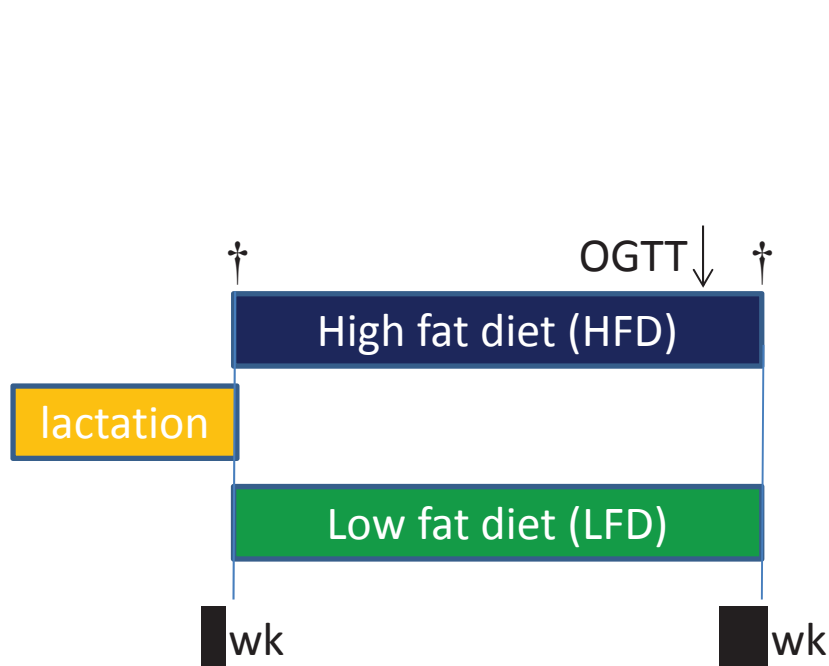 † OGTT †
High fat diet (HFD)
lactation
Low fat diet (LFD)
wk wk